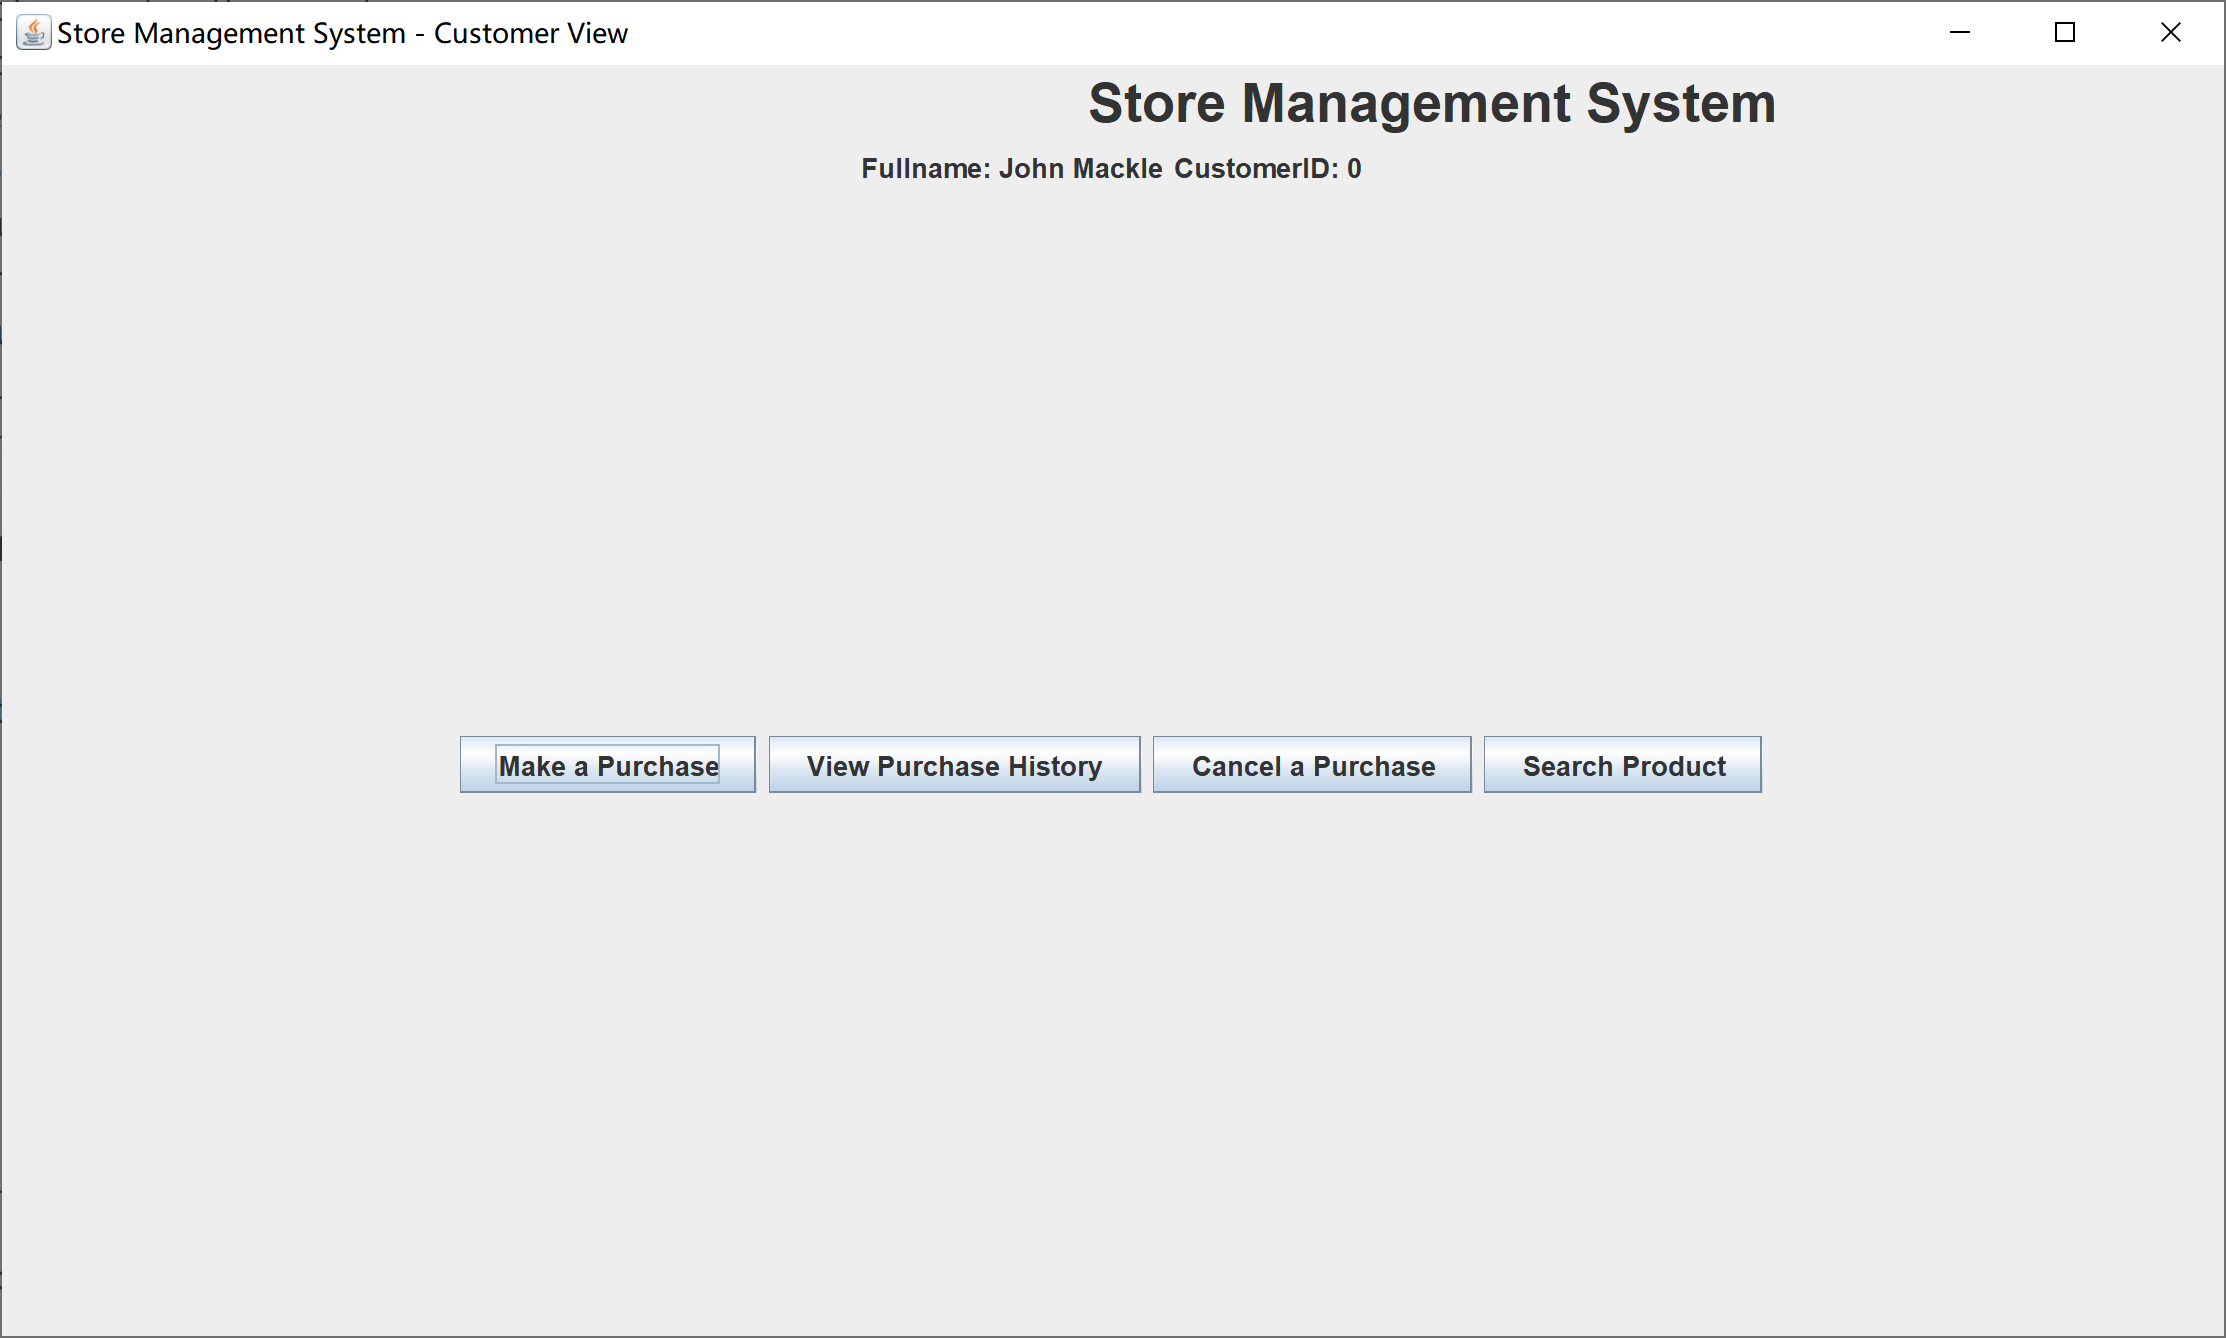 Store Management System - Customer View
Store Management System
Fullname: John Mackle CustomerID: 0
Make a Purchase View Purchase History Cancel a Purchase Search Product